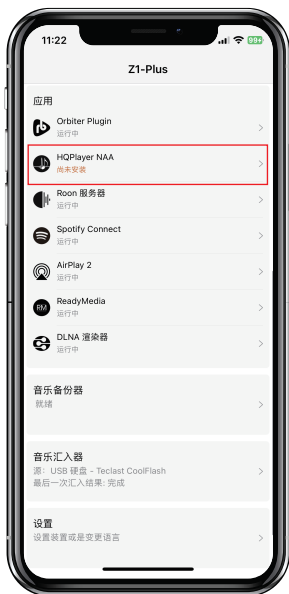 11:22
99+
Z1-Plus
应用
Orbiter Plugin
运行中
HQPlayer NAA
尚未安装
Roon 服务器
运行中
Spotify Connect
运行中
AirPlay 2
运行中
RM
ReadyMedia
运行中
DLNA 渲染器
运行中
音乐备份器
就绪
音乐汇入器
源: USB 硬盘 - Teclast CoolFlash
最后一次汇入结果: 完成
设置
设置装置或是变更语言